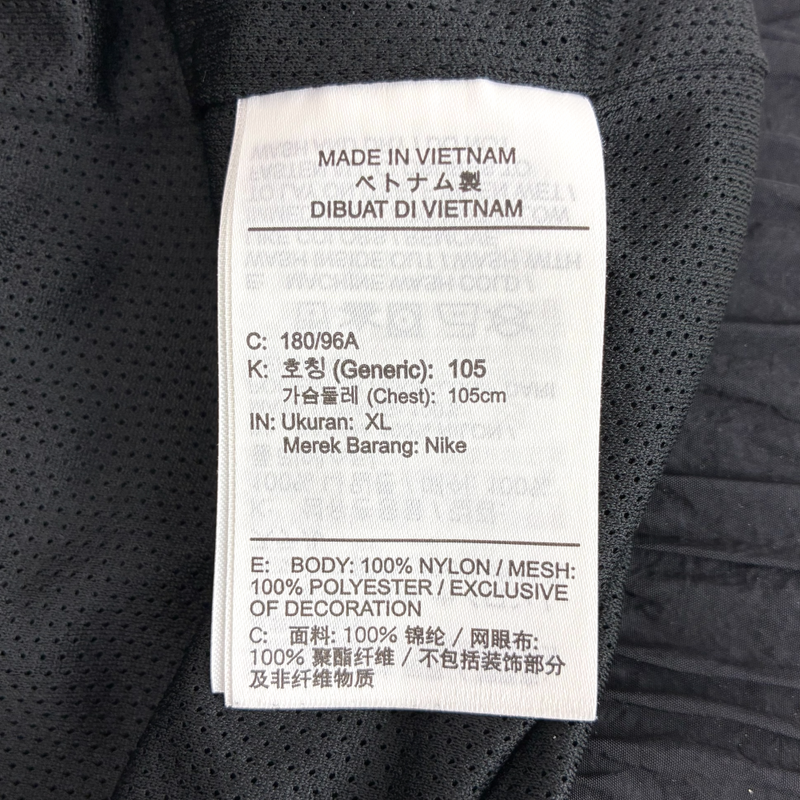 MADE IN VIETNAM
ベトナム製
DIBUAT DI VIETNAM
C: 180/96A
K: 호칭 (Generic): 105
가슴둘레 (Chest): 105cm
IN: Ukuran: XL
Merek Barang: Nike
E: BODY: 100% NYLON / MESH:
100% POLYESTER / EXCLUSIVE
OF DECORATION
C: 面料: 100% 锦纶 / 网眼布:
100% 聚酯纤维 / 不包括装饰部分
及非纤维物质